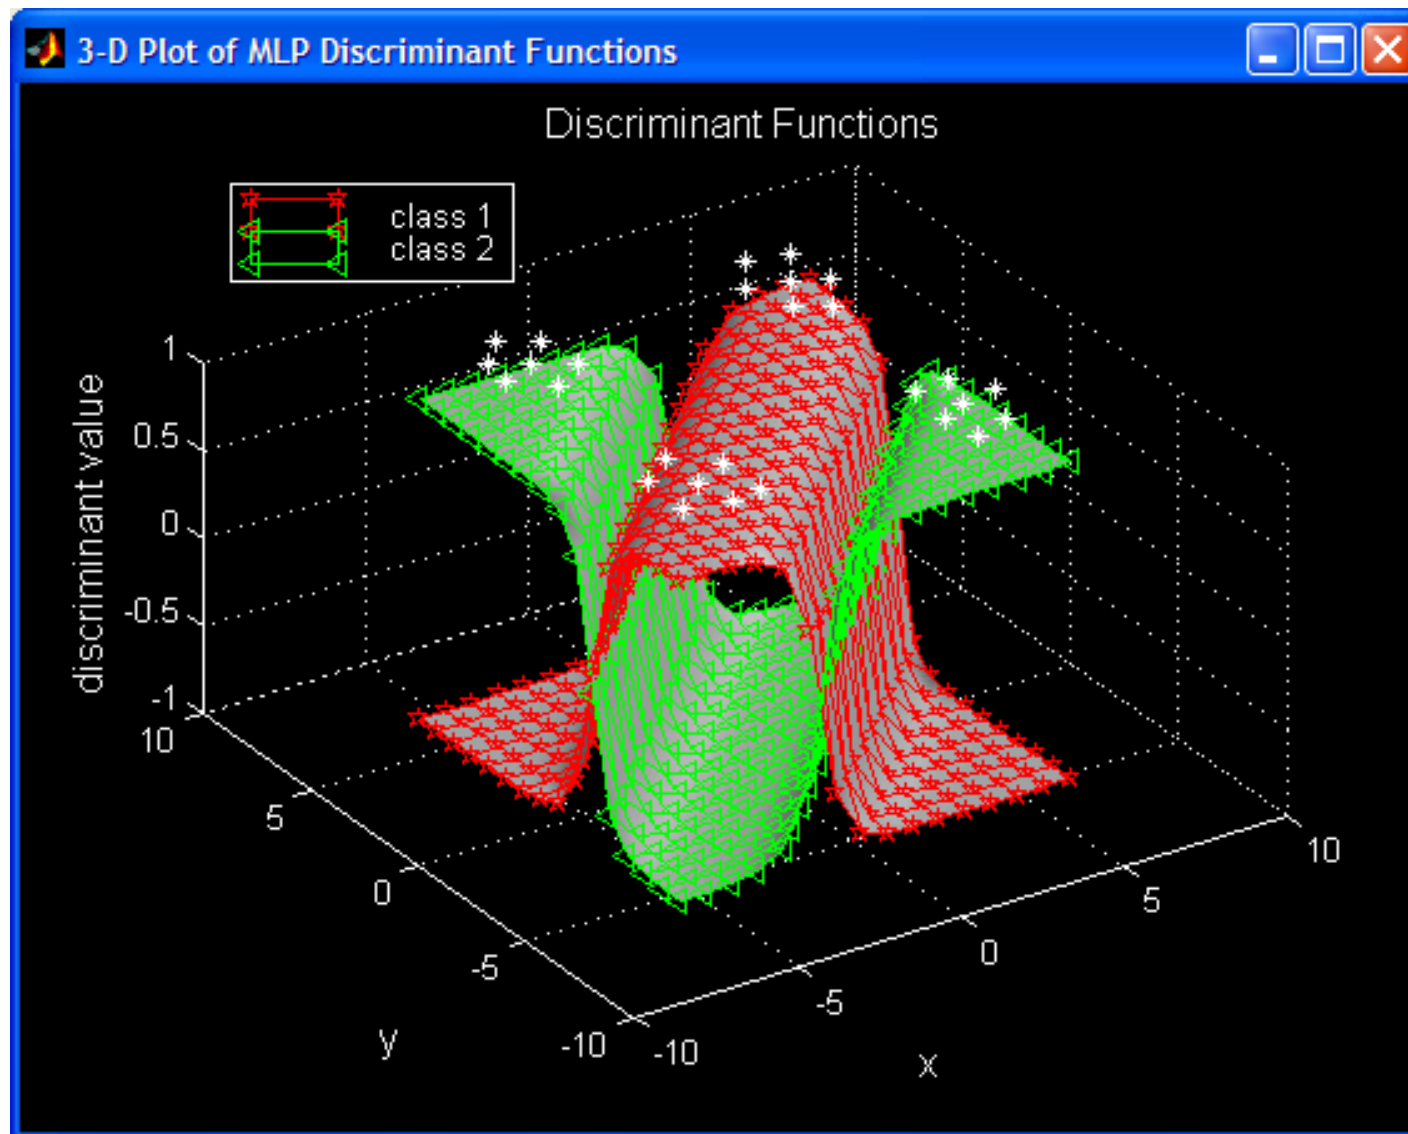 3-D Plot of MLP Discriminant Functions
Discriminant Functions
class 1
class 2
discriminant value
1
0.5
0
-0.5
-1
10
5
0
-5
-10
y
-10
-5
0
5
10
x